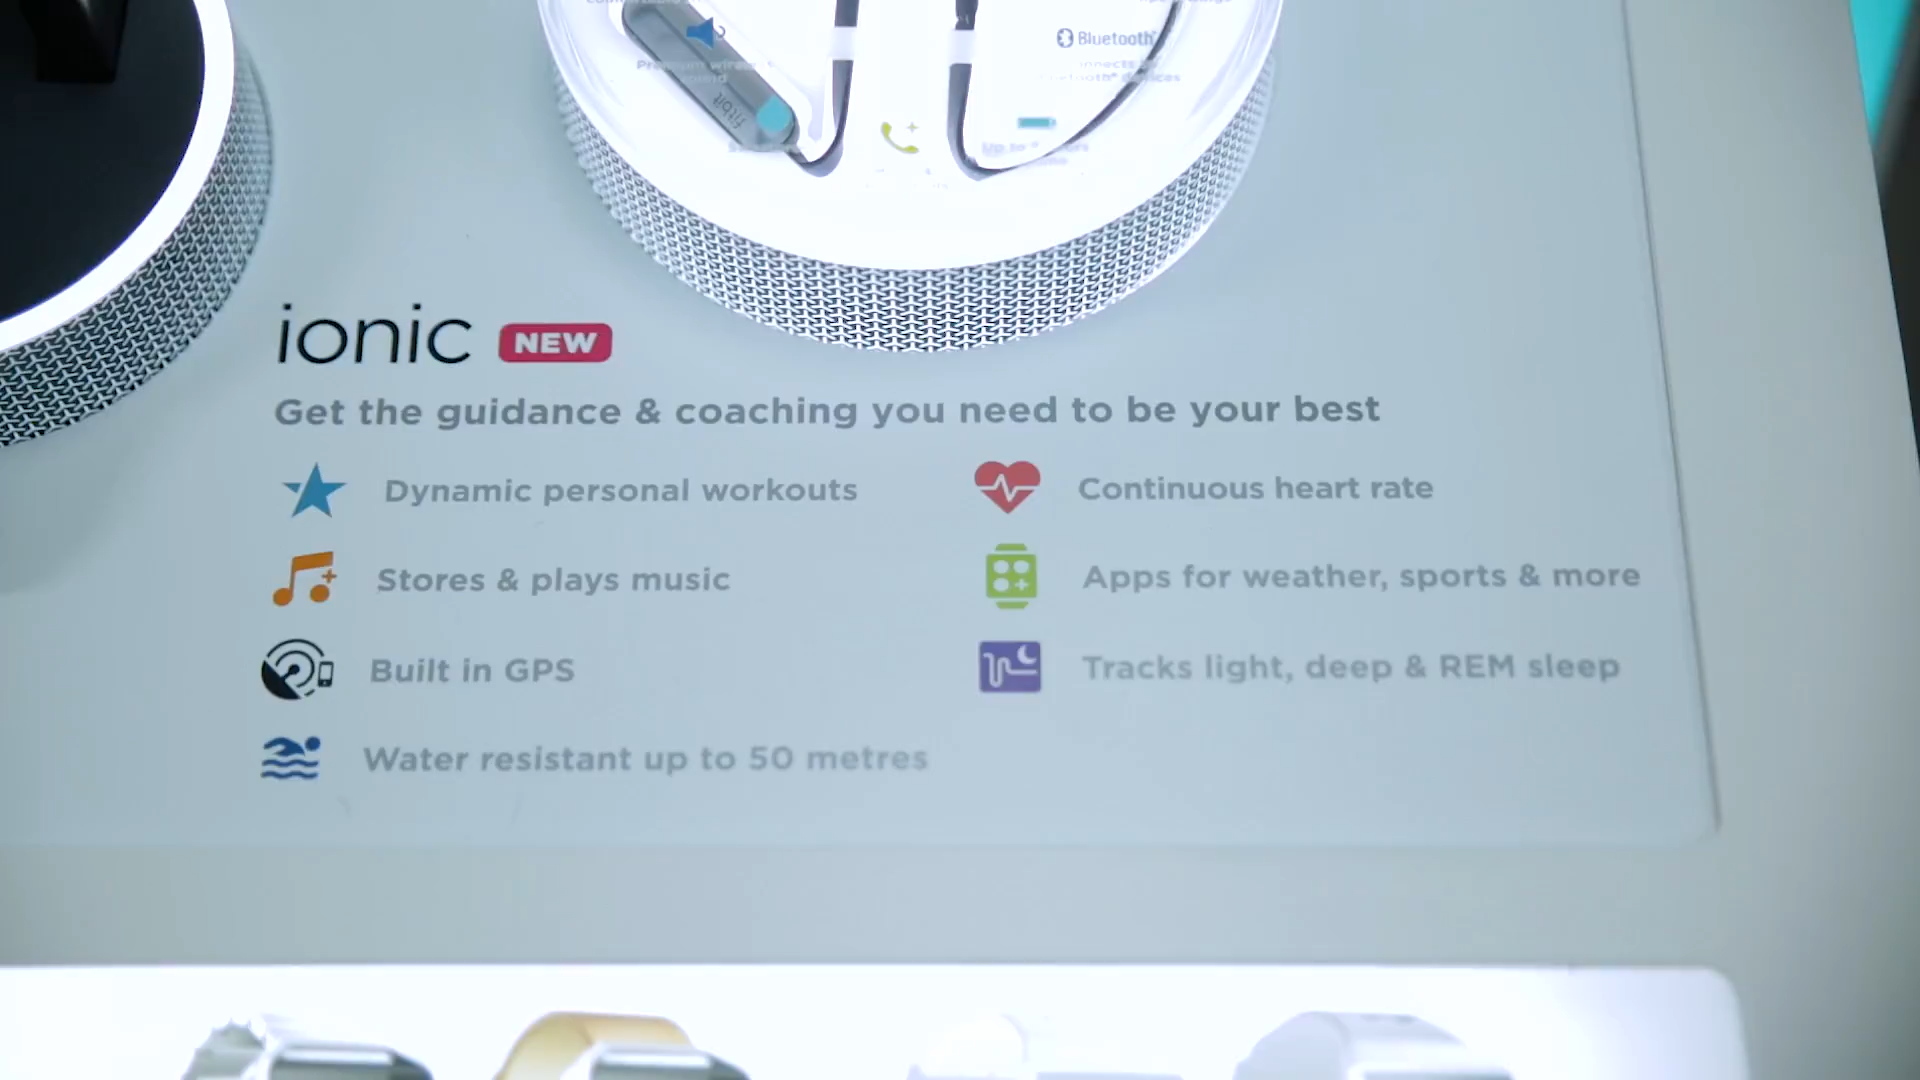 Bluetooth
fitbit
ionic NEW
Get the guidance & coaching you need to be your best
Dynamic personal workouts
Continuous heart rate
Stores & plays music
Apps for weather, sports & more
Built in GPS
Tracks light, deep & REM sleep
Water resistant up to 50 metres